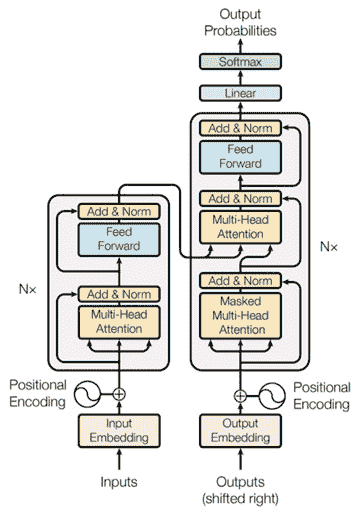 Output
Probabilities
Softmax
Linear
Add & Norm
Feed
Forward
Add & Norm
Multi-Head
Attention
Add & Norm
Masked
Multi-Head
Attention
N×
Add & Norm
Feed
Forward
N×
Add & Norm
Multi-Head
Attention
Positional
Encoding
Positional
Encoding
Input
Embedding
Output
Embedding
Inputs
Outputs
(shifted right)